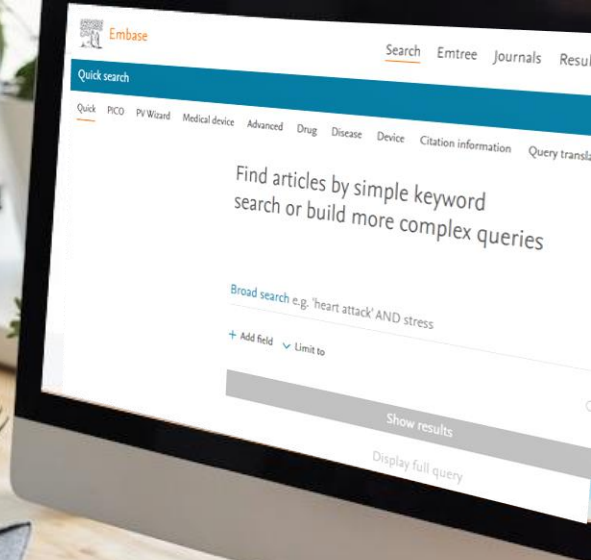 Embase
Search Emtree Journals
Quick search
Quick PICO PV Wizard Medical device Advanced Drug Disease Device Citation information Query
Find articles by simple keyword
search or build more complex queries
Broad search e.g. 'heart attack' AND stress
+ Add field Limit to
Show results
Display full query